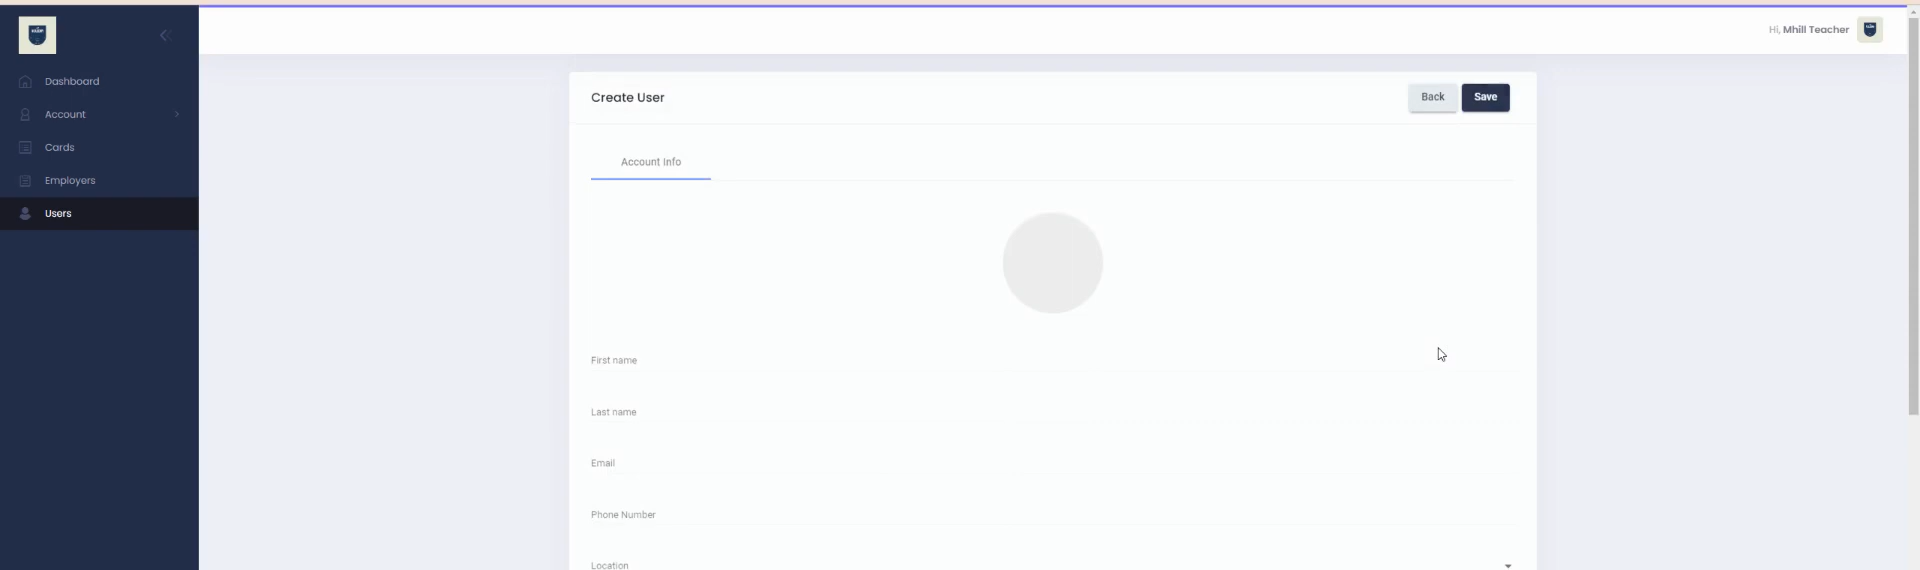 Hi, Mhill Teacher
Dashboard
Account
Cards
Employers
Users
Create User
Back
Save
Account Info
First name
Last name
Email
Phone Number
Location